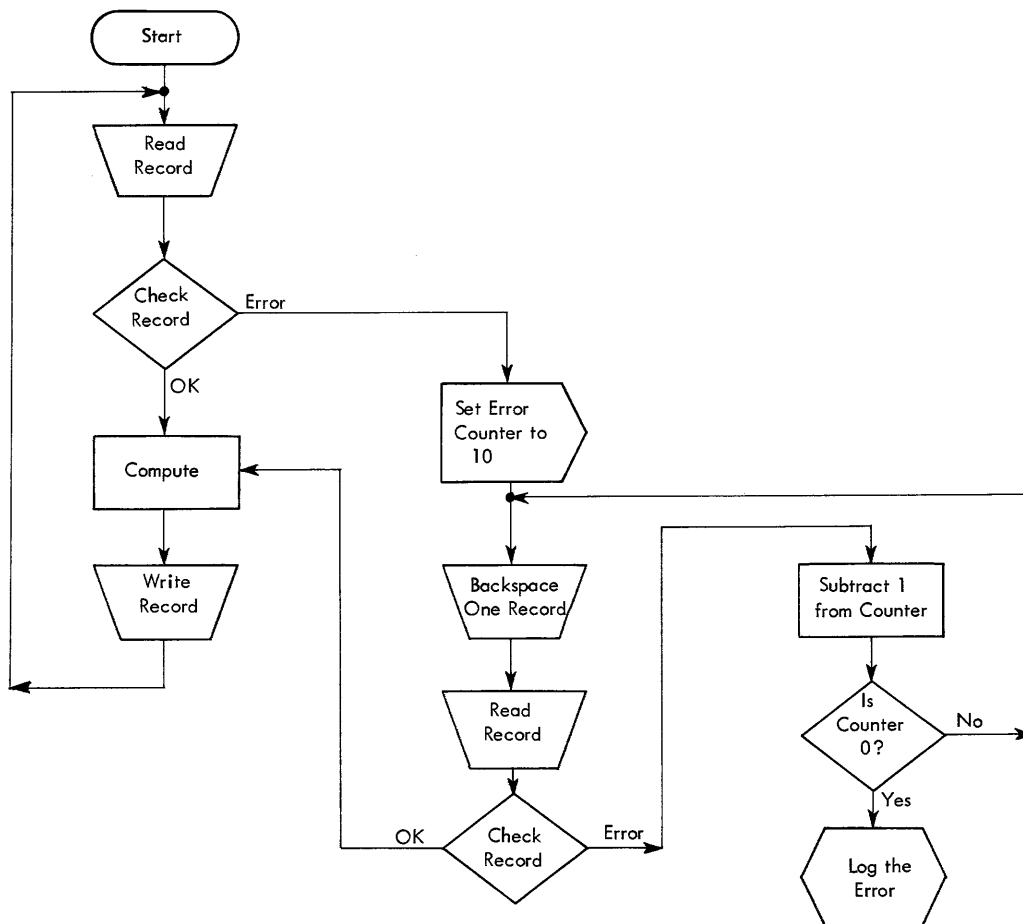 Start
Read
Record
Check
Record
Error
OK
Compute
Write
Record
Set Error
Counter to
10
Backspace
One Record
Read
Record
Check
Record
OK
Error
Subtract 1
from Counter
Is
Counter
0?
No
Yes
Log the
Error